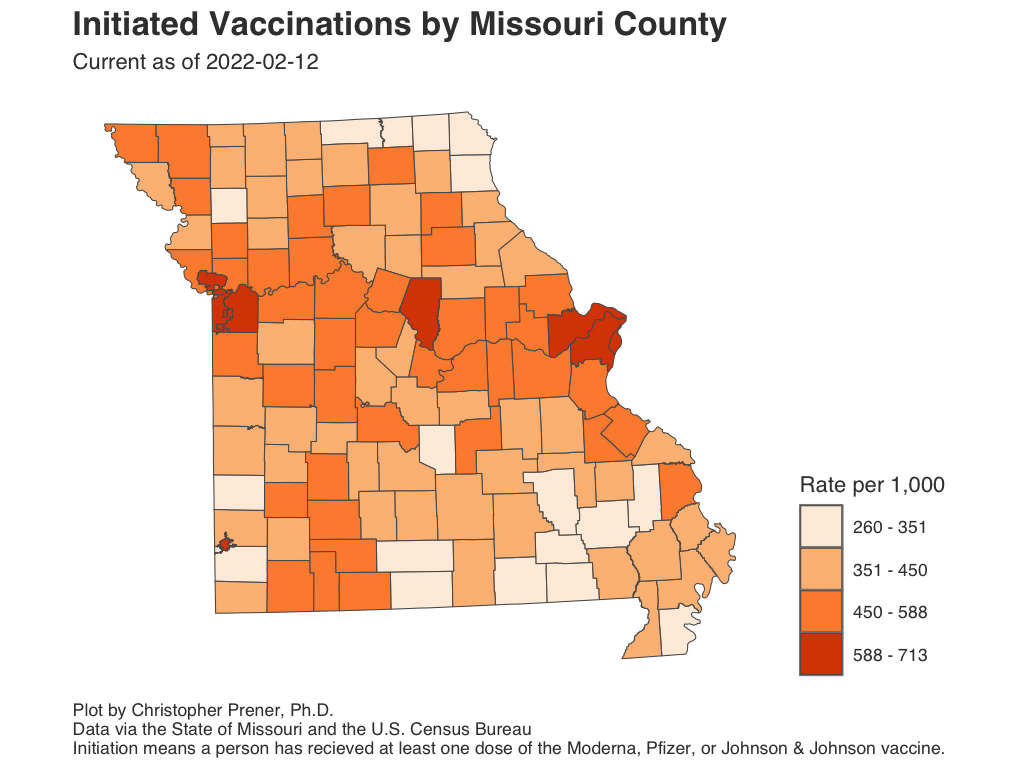 Initiated Vaccinations by Missouri County
Current as of 2022-02-12
Rate per 1,000
260 - 351
351 - 450
450 - 588
588 - 713
Plot by Christopher Prener, Ph.D.
Data via the State of Missouri and the U.S. Census Bureau
Initiation means a person has recieved at least one dose of the Moderna, Pfizer, or Johnson & Johnson vaccine.